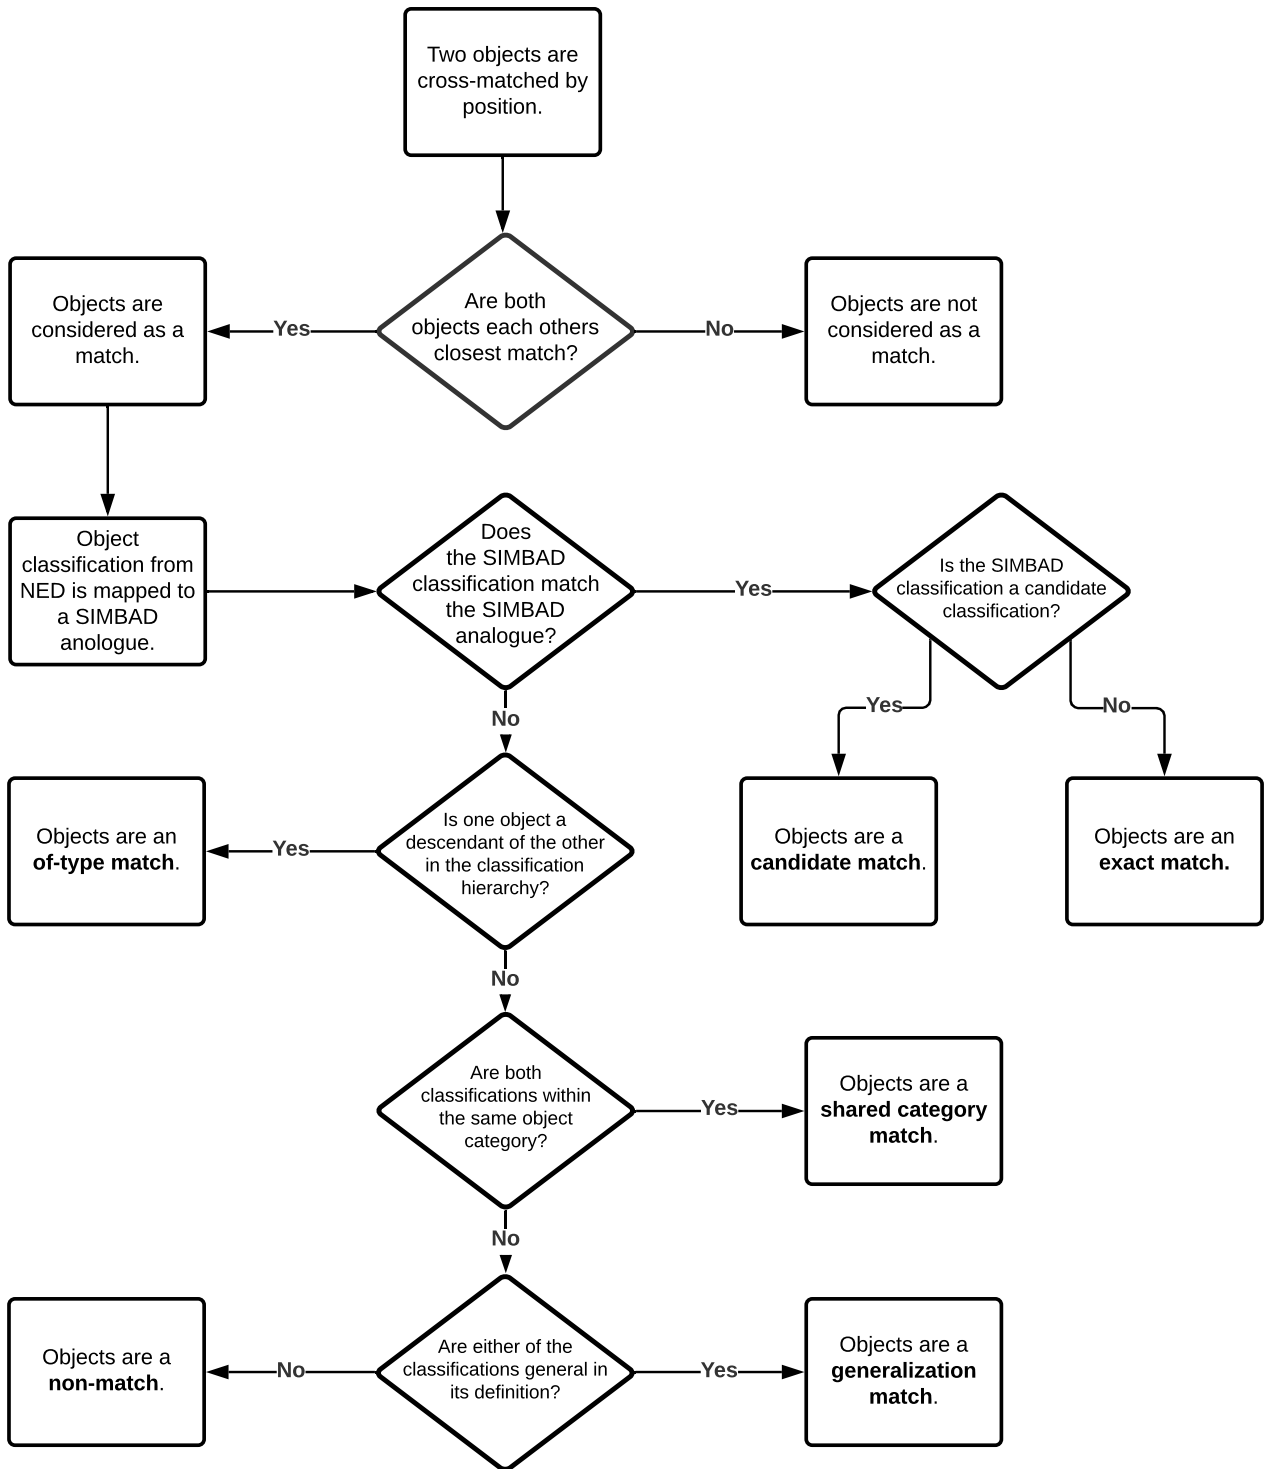 Two objects are
cross-matched by
position.
Objects are
considered as a
match.
Yes
Are both
objects each others
closest match?
No
Objects are not
considered as a
match.
Object
classification from
NED is mapped to
a SIMBAD
anologue.
Does
the SIMBAD
classification match
the SIMBAD
analogue?
Yes
Is the SIMBAD
classification a candidate
classification?
No
Yes
No
Objects are an
of-type match.
Yes
Is one object a
descendant of the other
in the classification
hierarchy?
Objects are a
candidate match.
Objects are an
exact match.
No
Are both
classifications within
the same object
category?
Yes
Objects are a
shared category
match.
No
Objects are a
non-match.
No
Are either of the
classifications general in
its definition?
Yes
Objects are a
generalization
match.